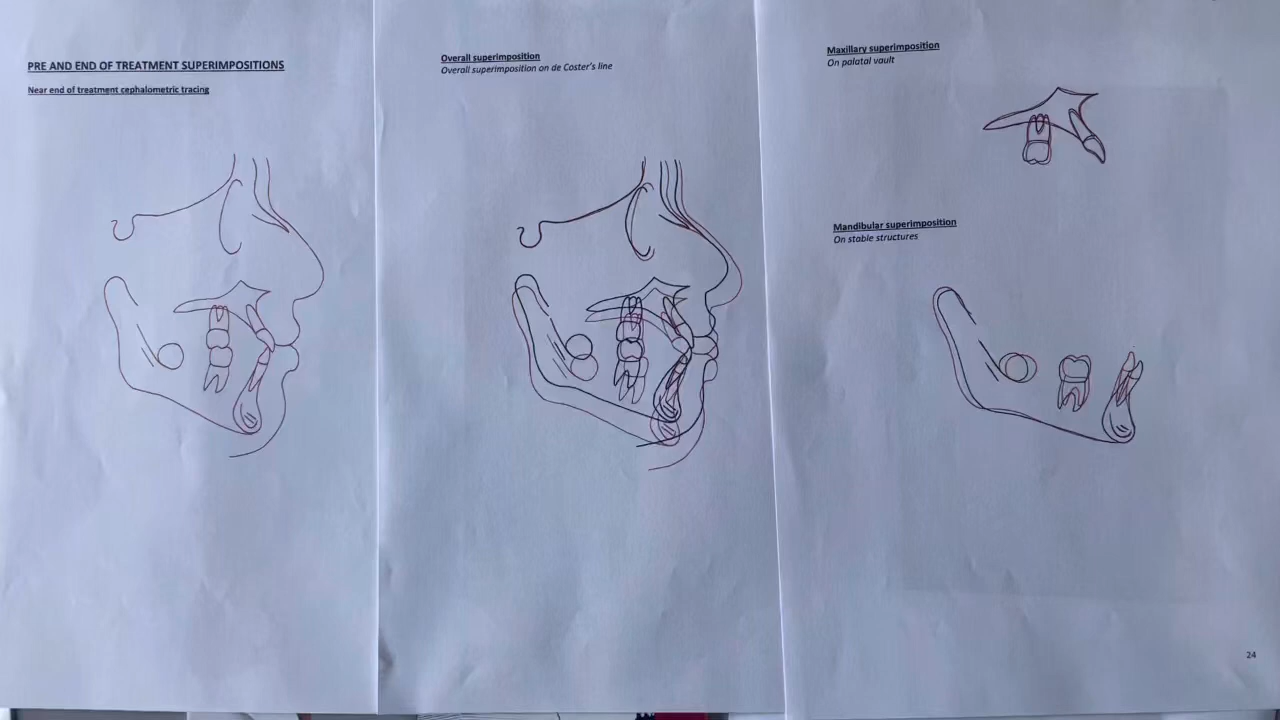 PRE AND END OF TREATMENT SUPERIMPOSITIONS
Near end of treatment cephalometric tracing
Overall superimposition
Overall superimposition on de Coster's line
Maxillary superimposition
On palatal vault
Mandibular superimposition
On stable structures
24